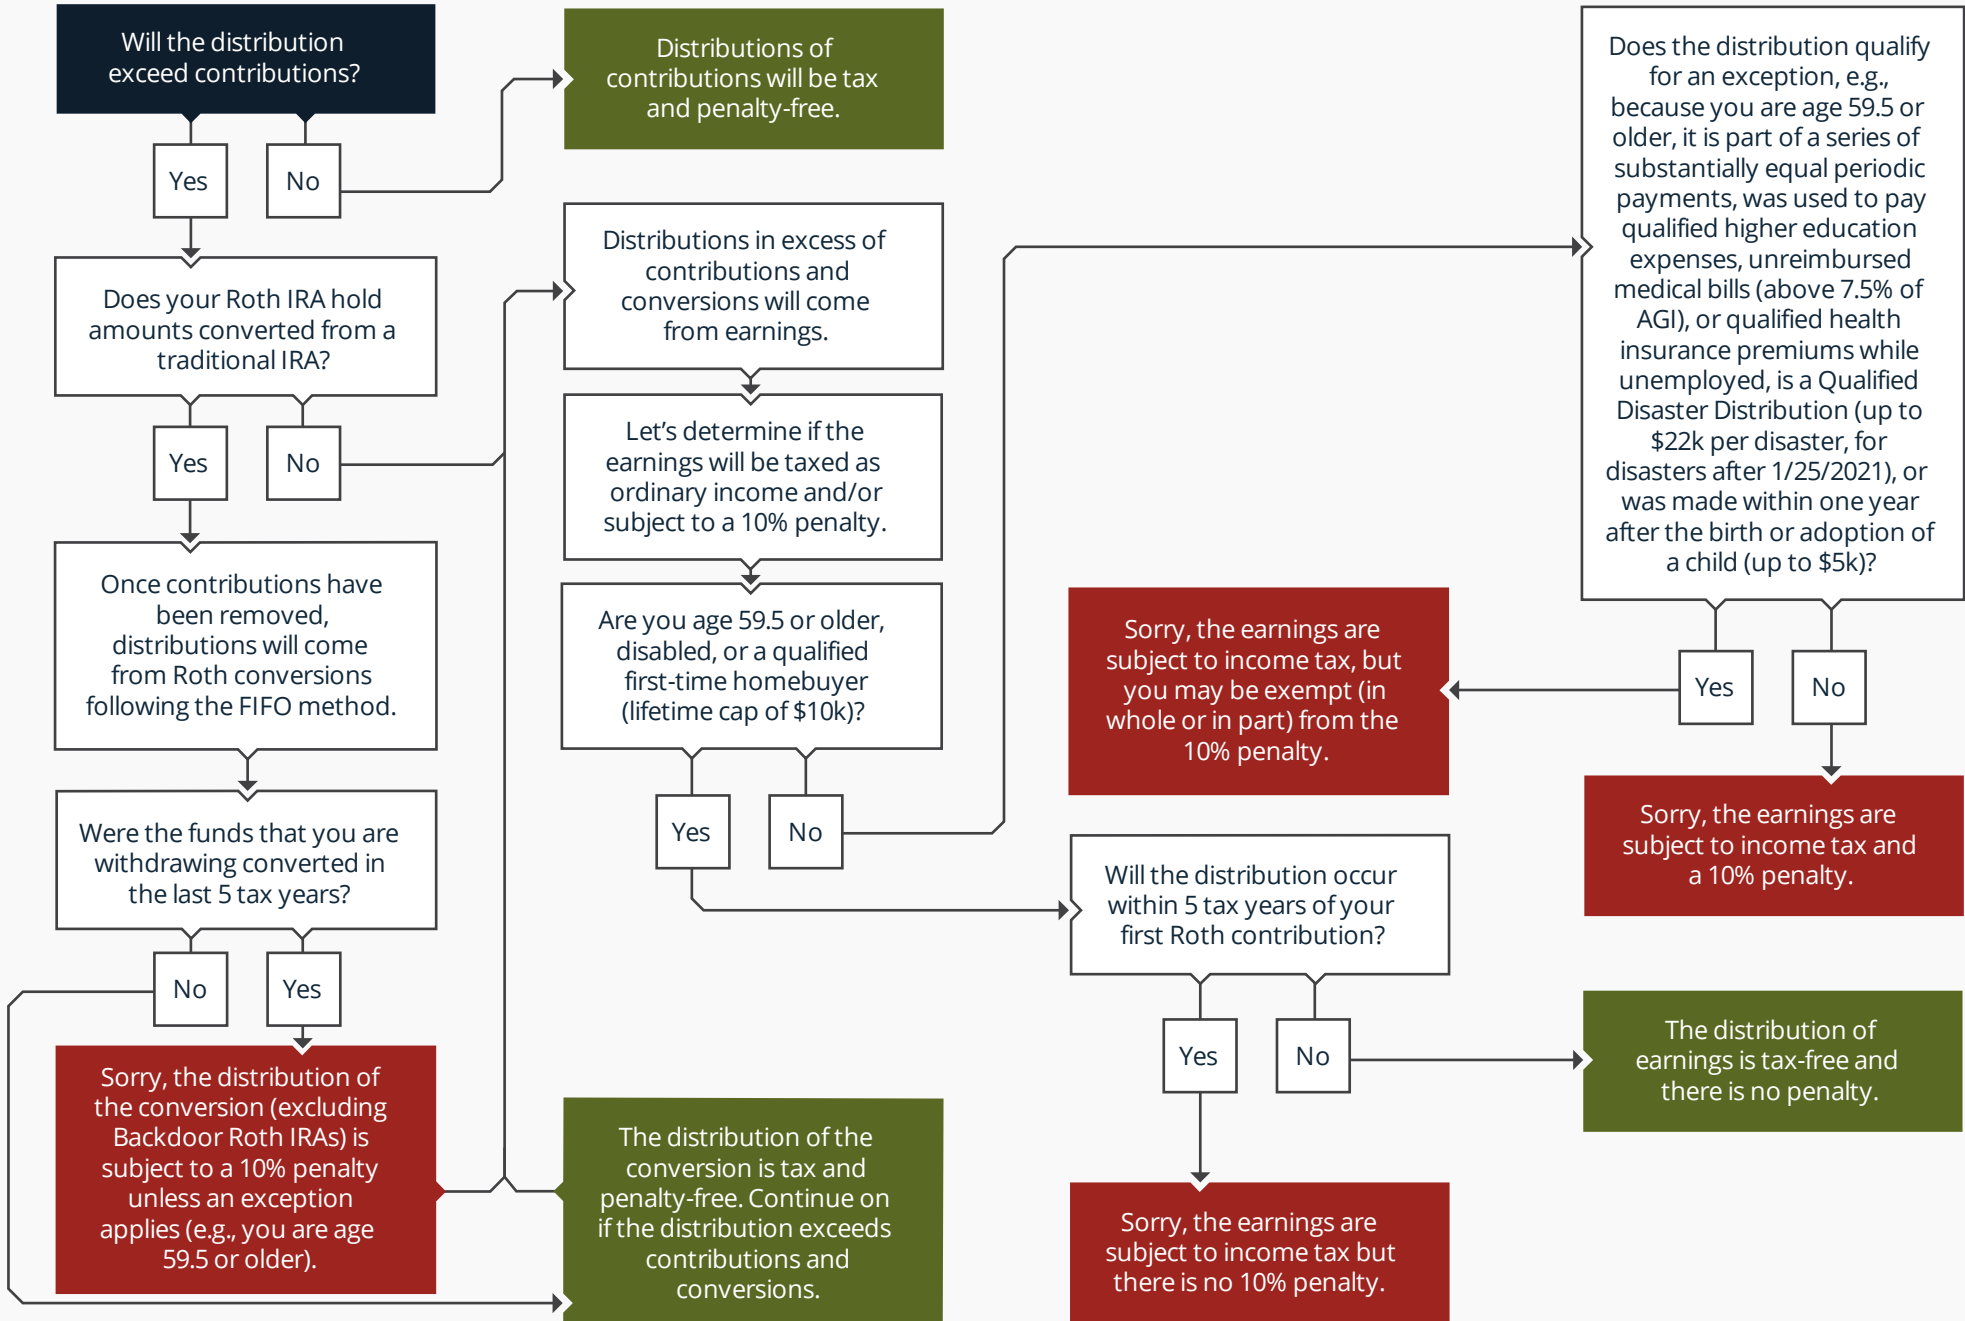 Will the distribution
exceed contributions?
Yes
No
Distributions of
contributions will be tax
and penalty-free.
Does your Roth IRA hold
amounts converted from a
traditional IRA?
Yes
No
Once contributions have
been removed,
distributions will come
from Roth conversions
following the FIFO method.
Were the funds that you are
withdrawing converted in
the last 5 tax years?
No
Yes
Sorry, the distribution of
the conversion (excluding
Backdoor Roth IRAs) is
subject to a 10% penalty
unless an exception
applies (e.g., you are age
59.5 or older).
The distribution of the
conversion is tax and
penalty-free. Continue on
if the distribution exceeds
contributions and
conversions.
Distributions in excess of
contributions and
conversions will come
from earnings.
Let’s determine if the
earnings will be taxed as
ordinary income and/or
subject to a 10% penalty.
Are you age 59.5 or older,
disabled, or a qualified
first-time homebuyer
(lifetime cap of $10k)?
Yes
No
Will the distribution occur
within 5 tax years of your
first Roth contribution?
Yes
No
Sorry, the earnings are
subject to income tax but
there is no 10% penalty.
The distribution of
earnings is tax-free and
there is no penalty.
Does the distribution qualify
for an exception, e.g.,
because you are age 59.5 or
older, it is part of a series of
substantially equal periodic
payments, was used to pay
qualified higher education
expenses, unreimbursed
medical bills (above 7.5% of
AGI), or qualified health
insurance premiums while
unemployed, is a Qualified
Disaster Distribution (up to
$22k per disaster, for
disasters after 1/25/2021), or
was made within one year
after the birth or adoption of
a child (up to $5k)?
Yes
No
Sorry, the earnings are
subject to income tax, but
you may be exempt (in
whole or in part) from the
10% penalty.
Sorry, the earnings are
subject to income tax and
a 10% penalty.